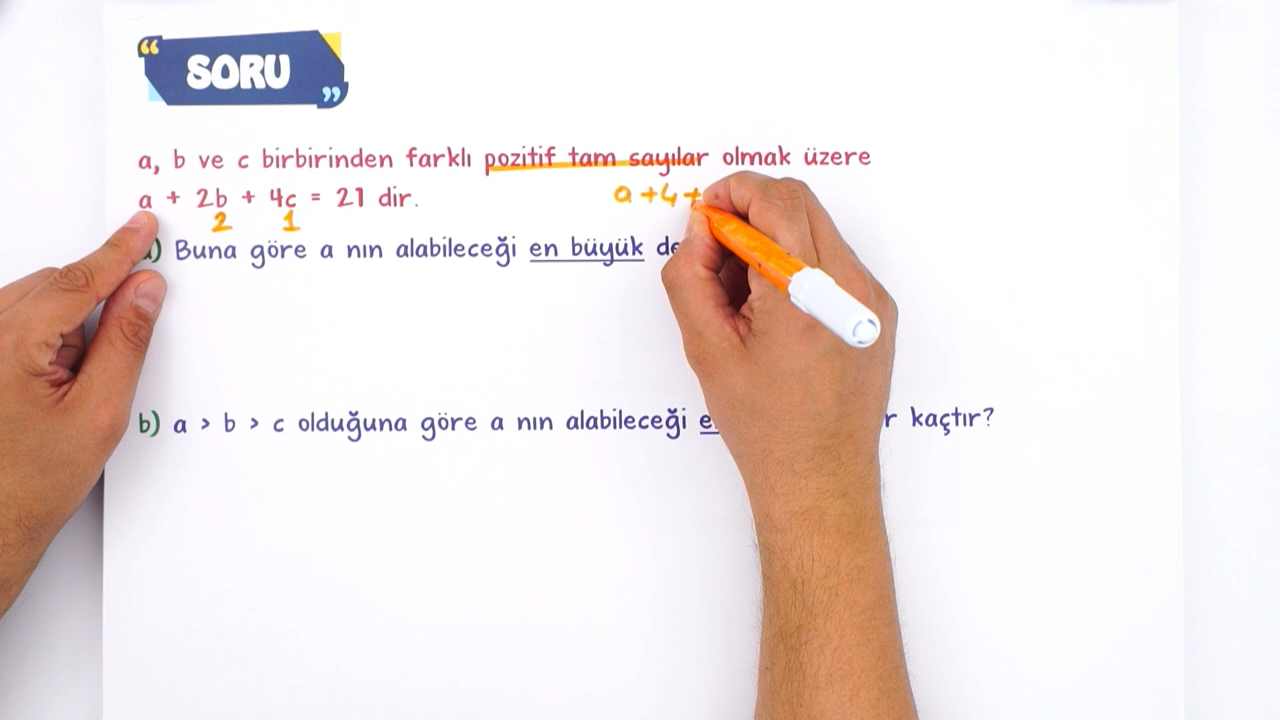 SORU
a, b ve c birbirinden farklı pozitif tam sayılar olmak üzere
a + 2b + 4c = 21 dir. a + 4 +
2 1
) Buna göre a nın alabileceği en büyük de
b) a > b > c olduğuna göre a nın alabileceği e r kaçtır?